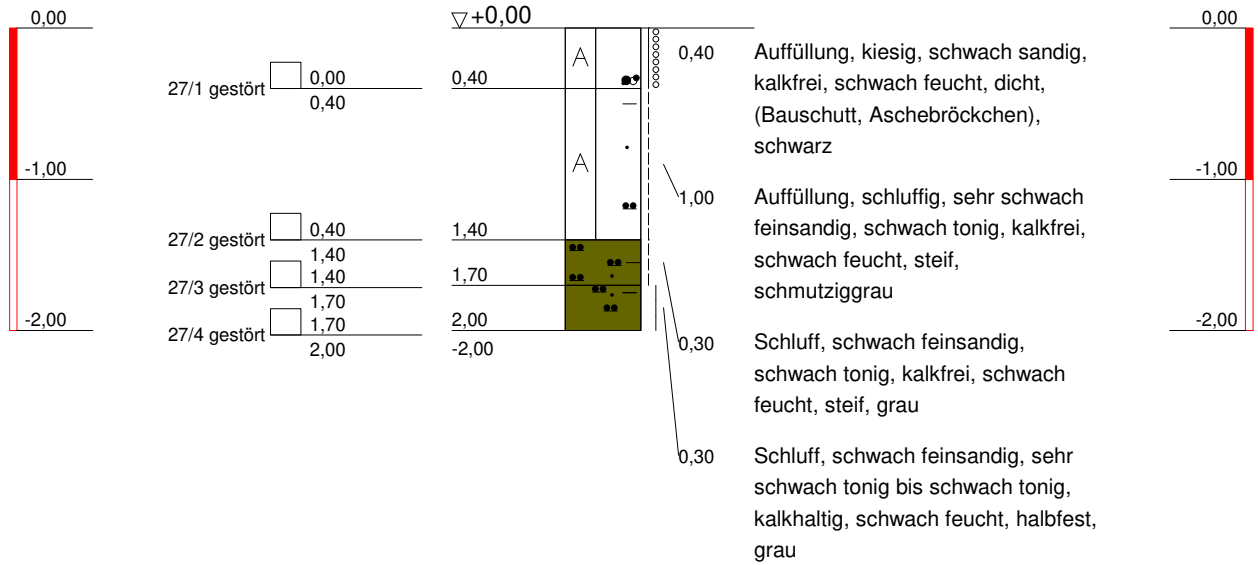 0,00
-1,00
-2,00
27/1 gestört
0,00
0,40
27/2 gestört
0,40
1,40
27/3 gestört
1,40
1,70
27/4 gestört
1,70
2,00
+0,00
0,40
1,40
1,70
2,00
-2,00
A
A
0,40
Auffüllung, kiesig, schwach sandig,
kalkfrei, schwach feucht, dicht,
(Bauschutt, Aschebröckchen),
schwarz
1,00
Auffüllung, schluffig, sehr schwach
feinsandig, schwach tonig, kalkfrei,
schwach feucht, steif,
schmutziggrau
0,30
Schluff, schwach feinsandig,
schwach tonig, kalkfrei, schwach
feucht, steif, grau
0,30
Schluff, schwach feinsandig, sehr
schwach tonig bis schwach tonig,
kalkhaltig, schwach feucht, halbfest,
grau
0,00
-1,00
-2,00